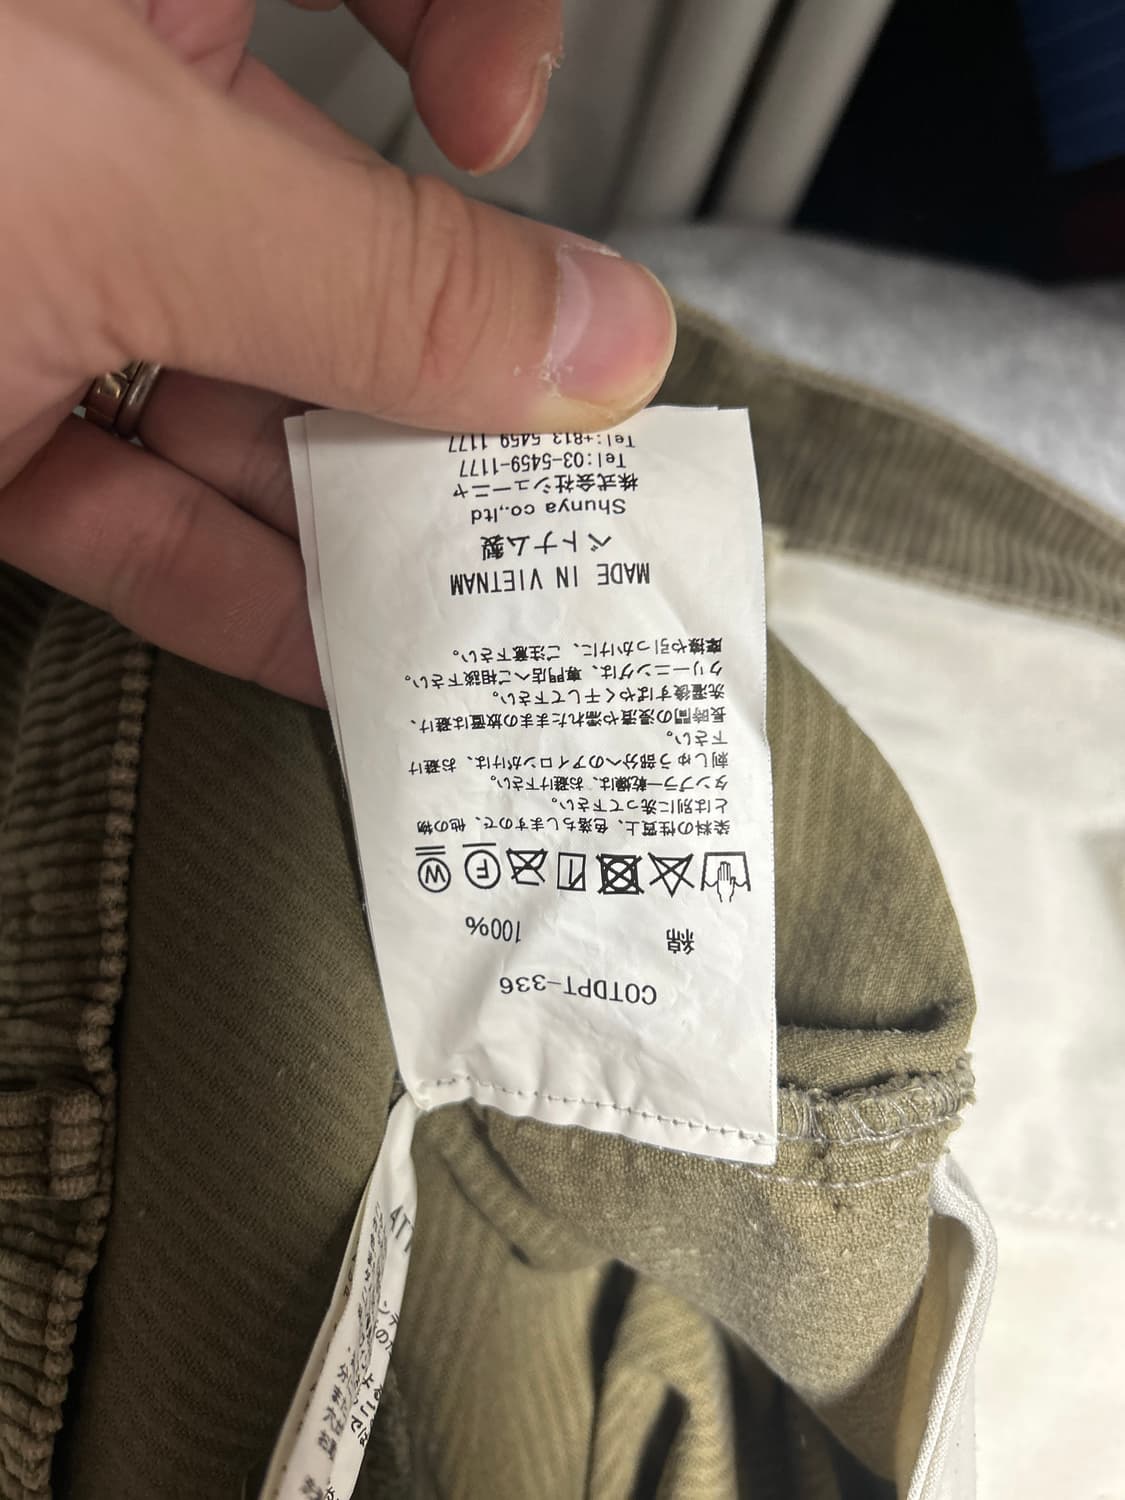 COTDPT-336
綿 100%
W F
染料の性質上、色落ちしますので、他の物
とは別に洗って下さい。
タンブラー乾燥は、お避け下さい。
刺しゅう部分へのアイロンがけは、お避け
下さい。
長時間の浸漬や濡れたままの放置は避け、
洗濯後すばやく干して下さい。
クリーニングは、専門店へご相談下さい。
摩擦や引っかけに、ご注意下さい。
MADE IN VIETNAM
ベトナム製
Shunya co.,ltd
株式会社シューニャ
Tel:03-5459-1177
Tel:+813 5459 1177